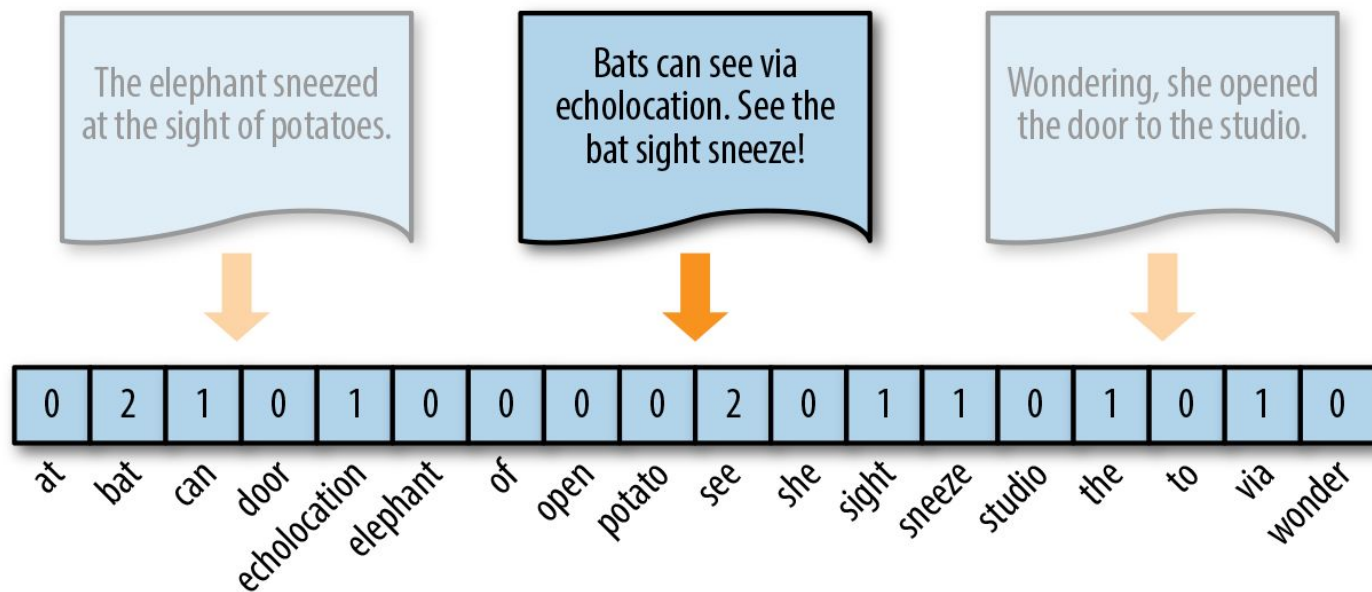 The elephant sneezed
at the sight of potatoes.
Bats can see via
echolocation. See the
bat sight sneeze!
Wondering, she opened
the door to the studio.
0 2 1 0 1 0 0 0 0 2 0 1 1 0 1 0 1 0
at bat can door echolocation elephant of open potato see she sight sneeze studio the to via wonder